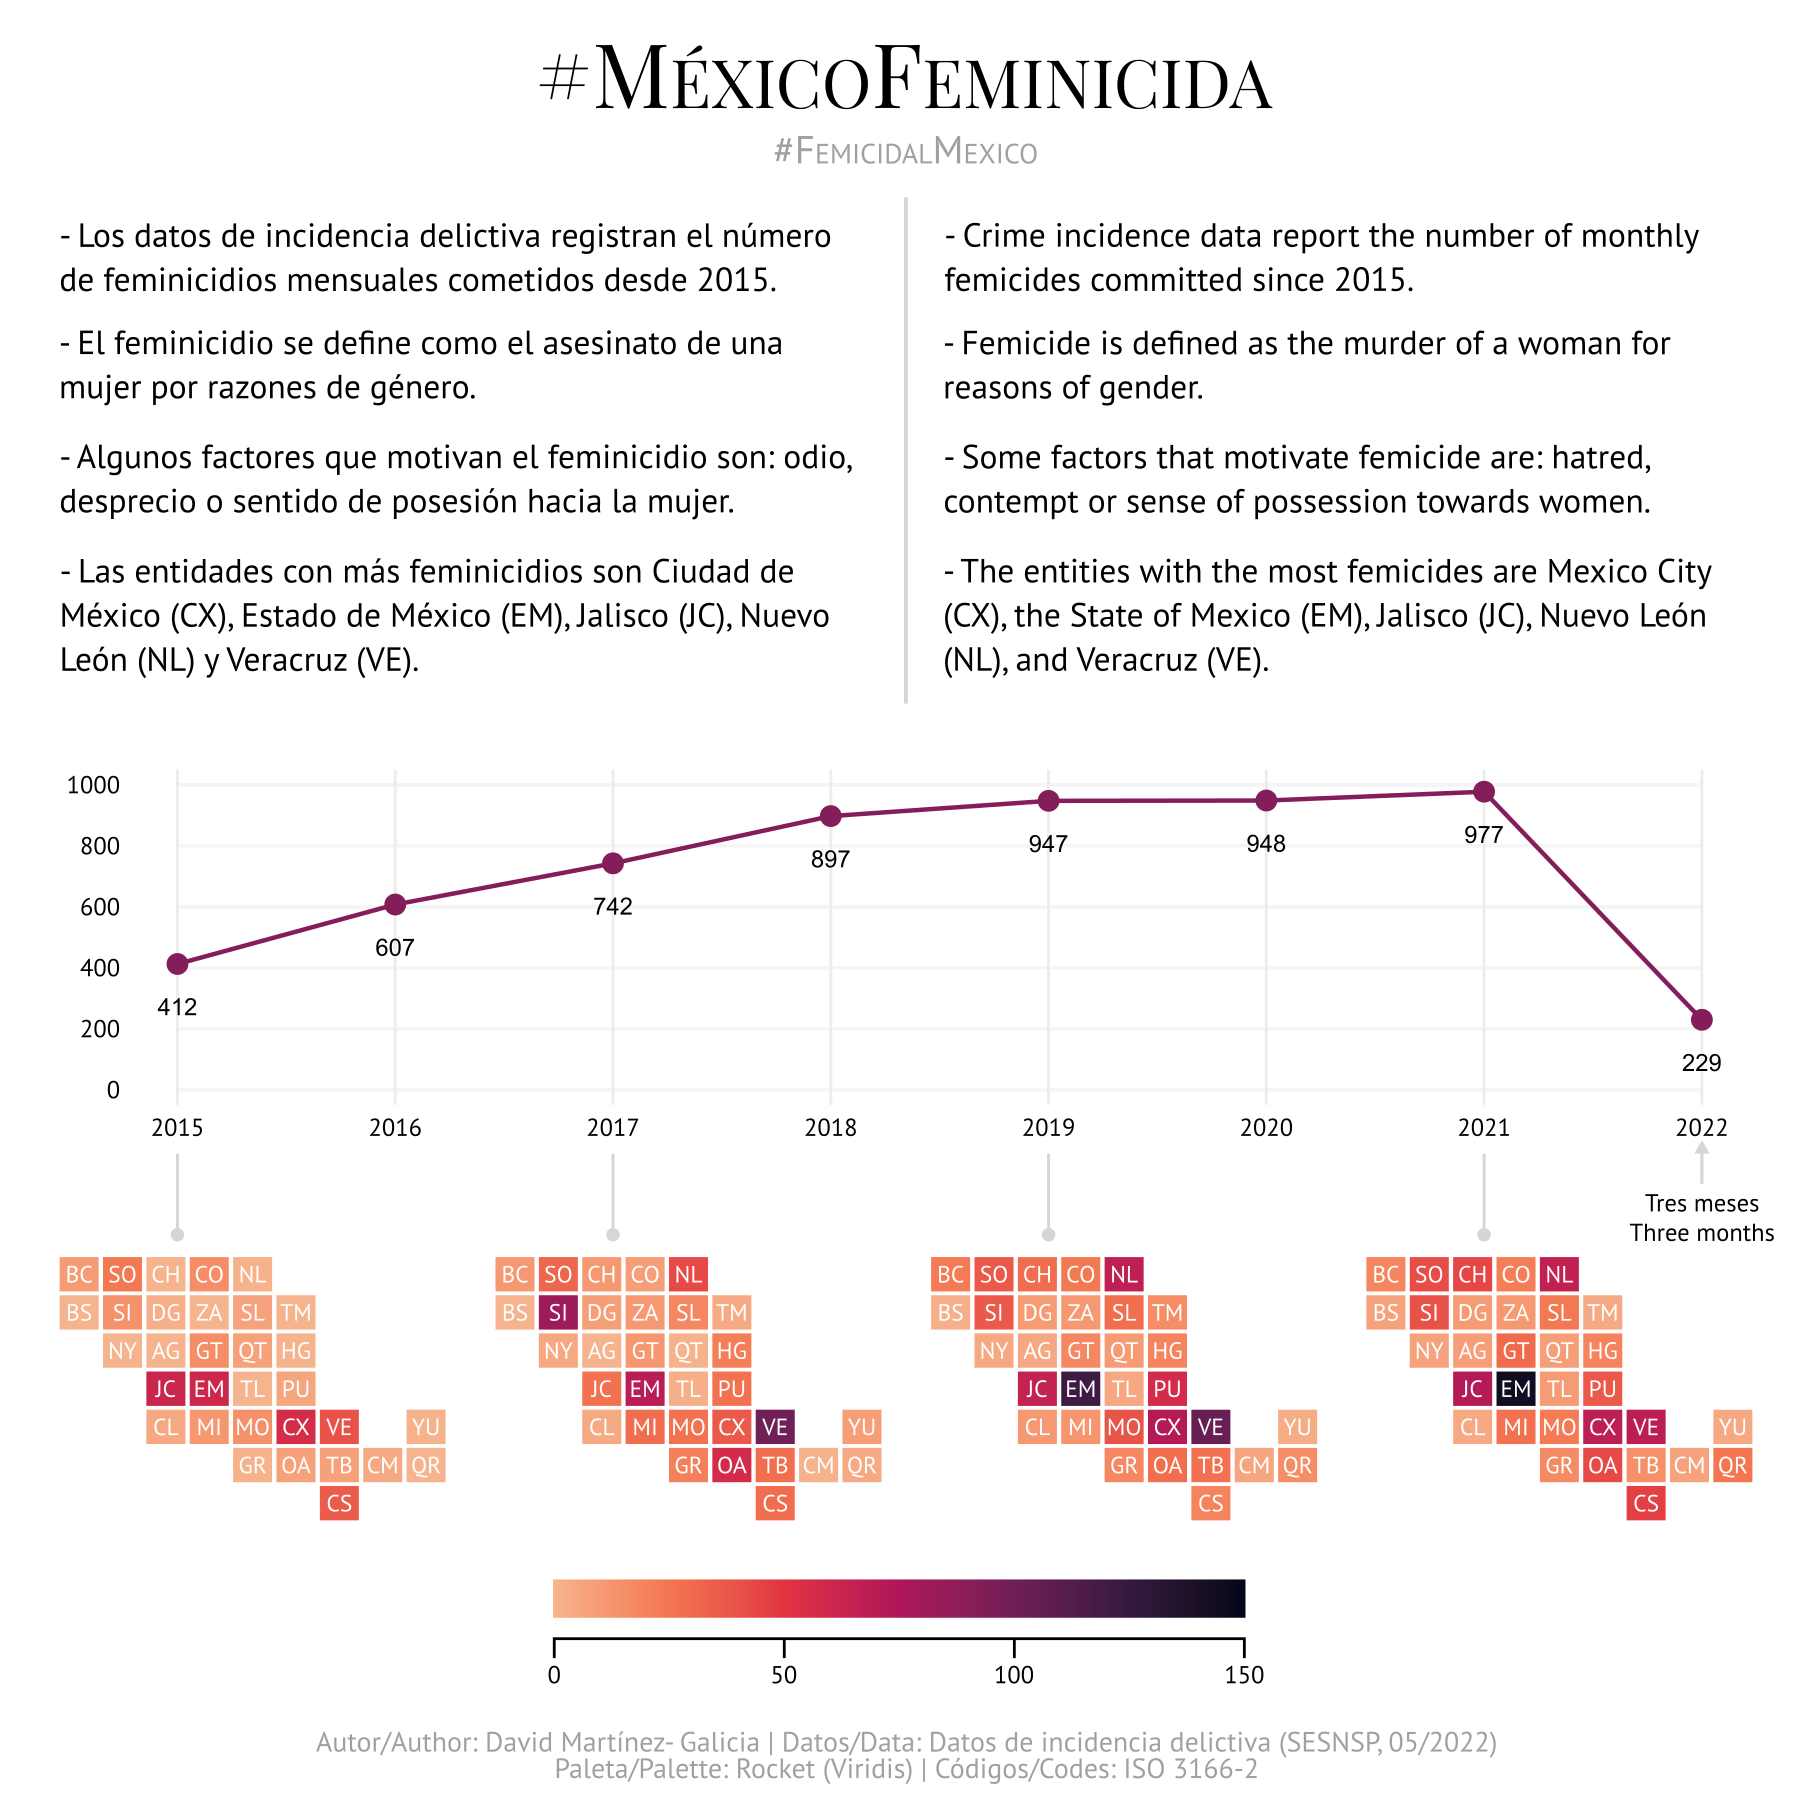 #MéxicoFeminicida
#FemicidalMexico
- Los datos de incidencia delictiva registran el número
de feminicidios mensuales cometidos desde 2015.
- El feminicidio se define como el asesinato de una
mujer por razones de género.
- Algunos factores que motivan el feminicidio son: odio,
desprecio o sentido de posesión hacia la mujer.
- Las entidades con más feminicidios son Ciudad de
México (CX), Estado de México (EM), Jalisco (JC), Nuevo
León (NL) y Veracruz (VE).
- Crime incidence data report the number of monthly
femicides committed since 2015.
- Femicide is defined as the murder of a woman for
reasons of gender.
- Some factors that motivate femicide are: hatred,
contempt or sense of possession towards women.
- The entities with the most femicides are Mexico City
(CX), the State of Mexico (EM), Jalisco (JC), Nuevo León
(NL), and Veracruz (VE).
1000
800
600
400
200
0
412
607
742
897
947
948
977
229
2015 2016 2017 2018 2019 2020 2021 2022
Tres meses
Three months
BC SO CH CO NL
BS SI DG ZA SL TM
NY AG GT QT HG
JC EM TL PU
CL MI MO CX VE YU
GR OA TB CM QR
CS
BC SO CH CO NL
BS SI DG ZA SL TM
NY AG GT QT HG
JC EM TL PU
CL MI MO CX VE YU
GR OA TB CM QR
CS
BC SO CH CO NL
BS SI DG ZA SL TM
NY AG GT QT HG
JC EM TL PU
CL MI MO CX VE YU
GR OA TB CM QR
CS
BC SO CH CO NL
BS SI DG ZA SL TM
NY AG GT QT HG
JC EM TL PU
CL MI MO CX VE YU
GR OA TB CM QR
CS
0 50 100 150
Autor/Author: David Martínez- Galicia | Datos/Data: Datos de incidencia delictiva (SESNSP, 05/2022)
Paleta/Palette: Rocket (Viridis) | Códigos/Codes: ISO 3166-2